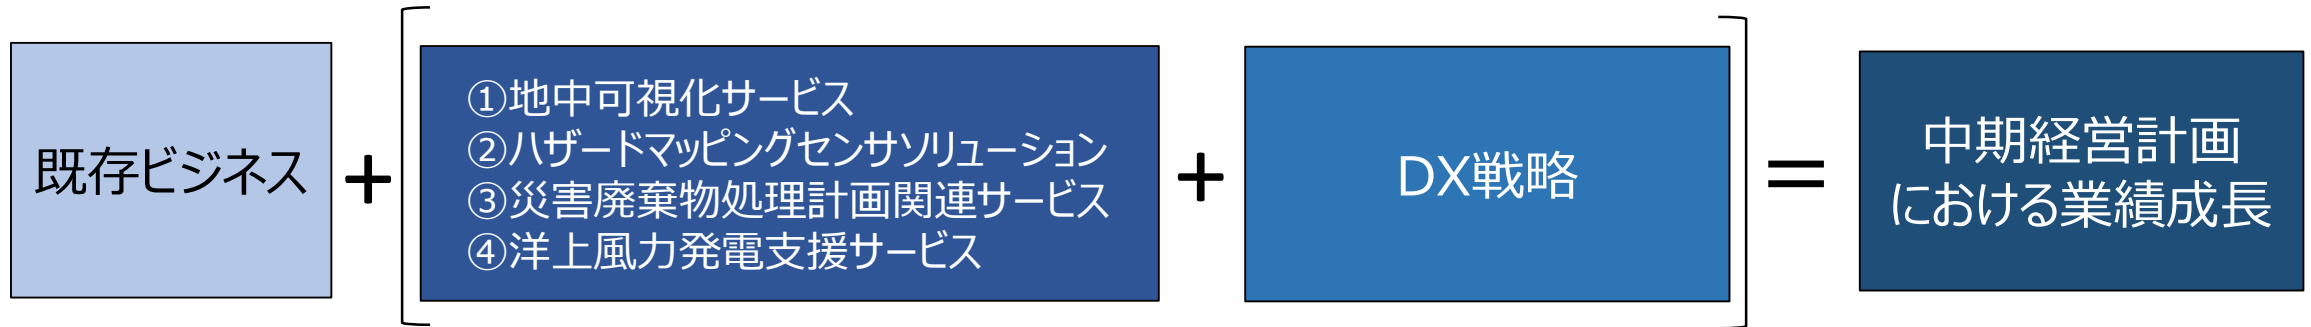 既存ビジネス
+
①地中可視化サービス
②ハザードマッピングセンサソリューション
③災害廃棄物処理計画関連サービス
④洋上風力発電支援サービス
+
DX戦略
=
中期経営計画
における業績成長